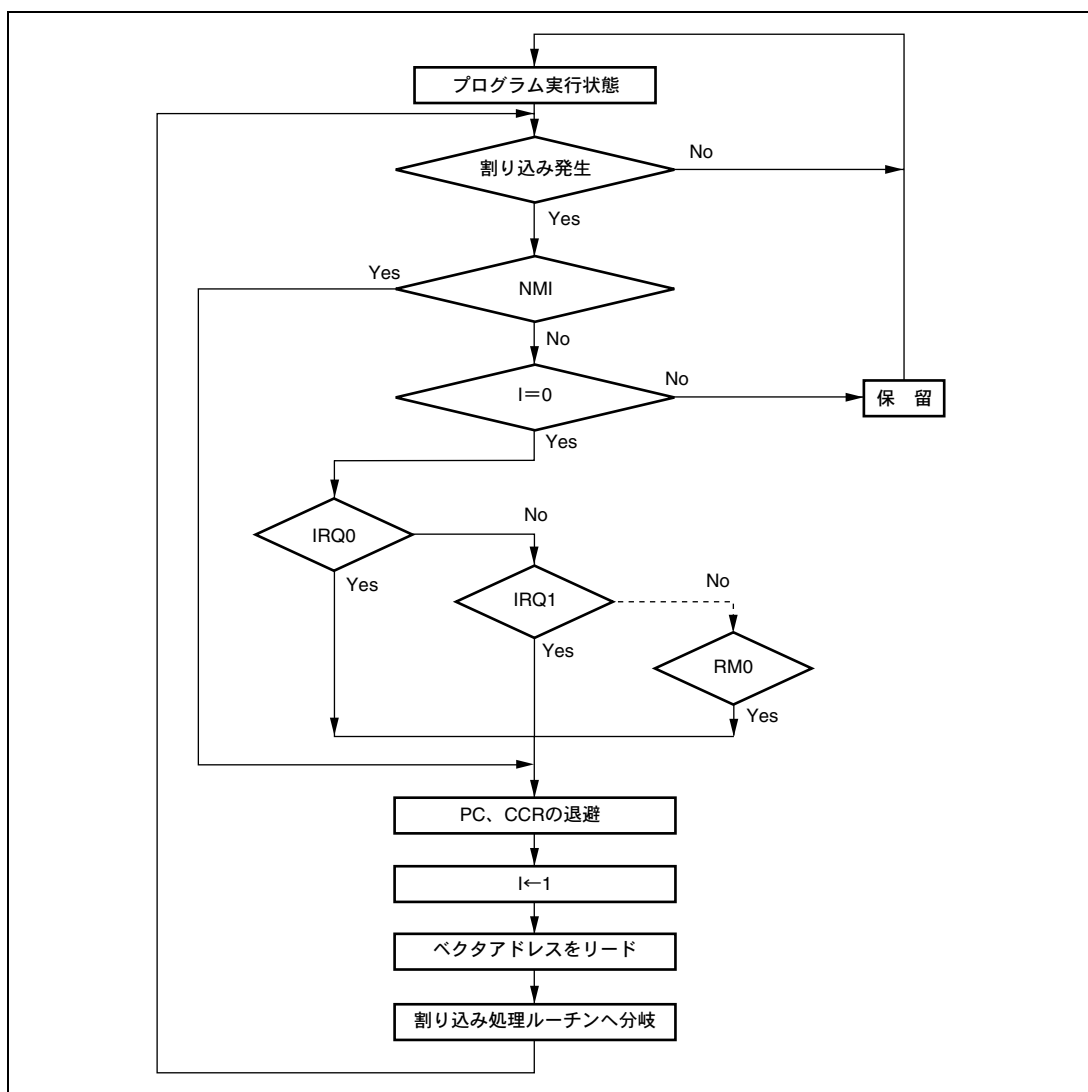 プログラム実行状態
割り込み発生
No
Yes
Yes
NMI
No
I＝0
No
保　留
Yes
IRQ0
No
Yes
IRQ1
No
Yes
RM0
Yes
PC、CCRの退避
I←1
ベクタアドレスをリード
割り込み処理ルーチンへ分岐